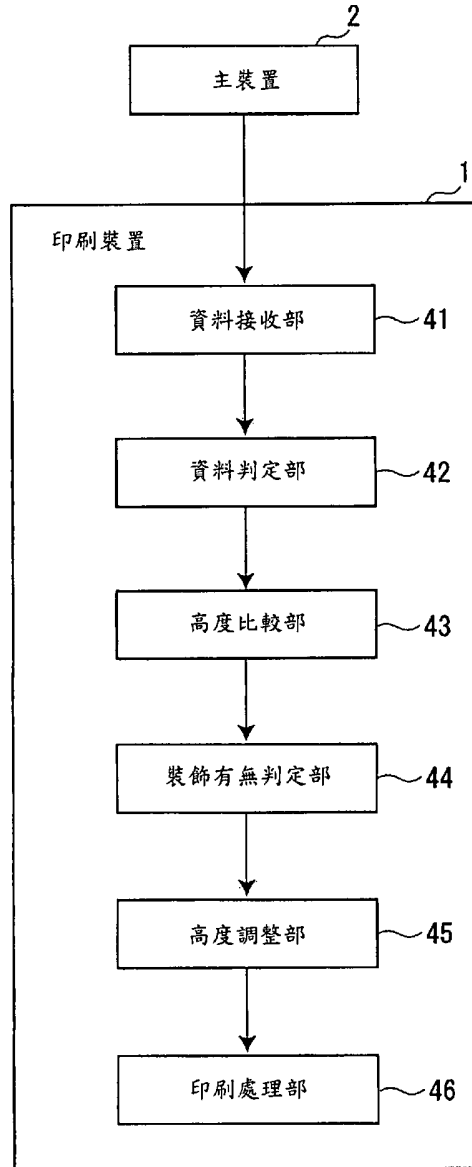 2
主裝置
1
印刷裝置
資料接收部 41
資料判定部 42
高度比較部 43
裝飾有無判定部 44
高度調整部 45
印刷處理部 46